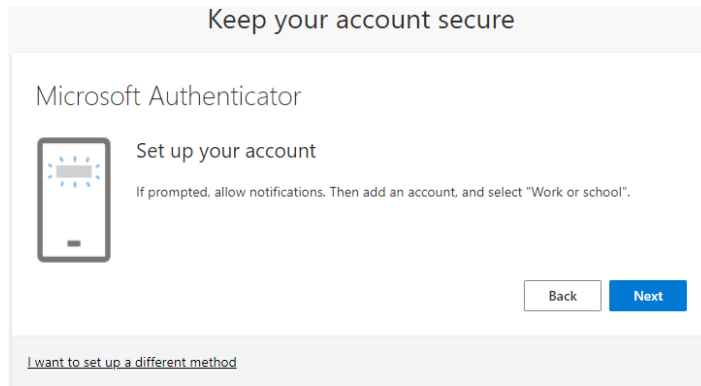 Keep your account secure
Microsoft Authenticator
Set up your account
If prompted, allow notifications. Then add an account, and select "Work or school".
Back Next
I want to set up a different method